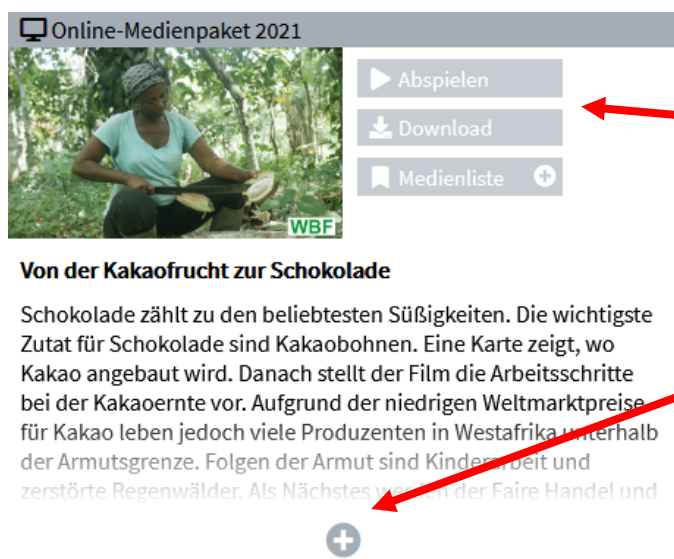 Online-Medienpaket 2021
Abspielen
Download
Medienliste
WBF
Von der Kakaofrucht zur Schokolade
Schokolade zählt zu den beliebtesten Süßigkeiten. Die wichtigste
Zutat für Schokolade sind Kakaobohnen. Eine Karte zeigt, wo
Kakao angebaut wird. Danach stellt der Film die Arbeitsschritte
bei der Kakaoernte vor. Aufgrund der niedrigen Weltmarktpreise
für Kakao leben jedoch viele Produzenten in Westafrika unterhalb
der Armutsgrenze. Folgen der Armut sind Kinderarbeit und
zerstörte Regenwälder. Als Nächstes werden der Faire Handel und